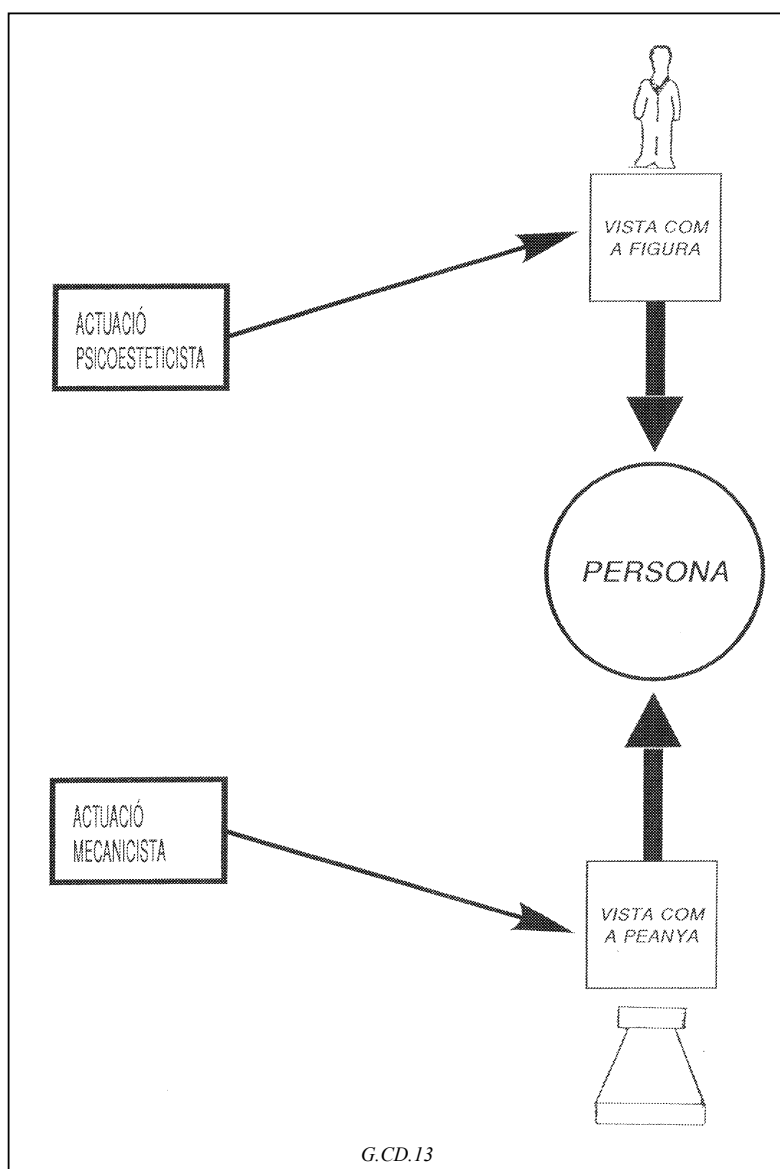 VISTA COM
A FIGURA
ACTUACIÓ
PSICOESTETICISTA
PERSONA
ACTUACIÓ
MECANICISTA
VISTA COM
A PEANYA
G.CD.13